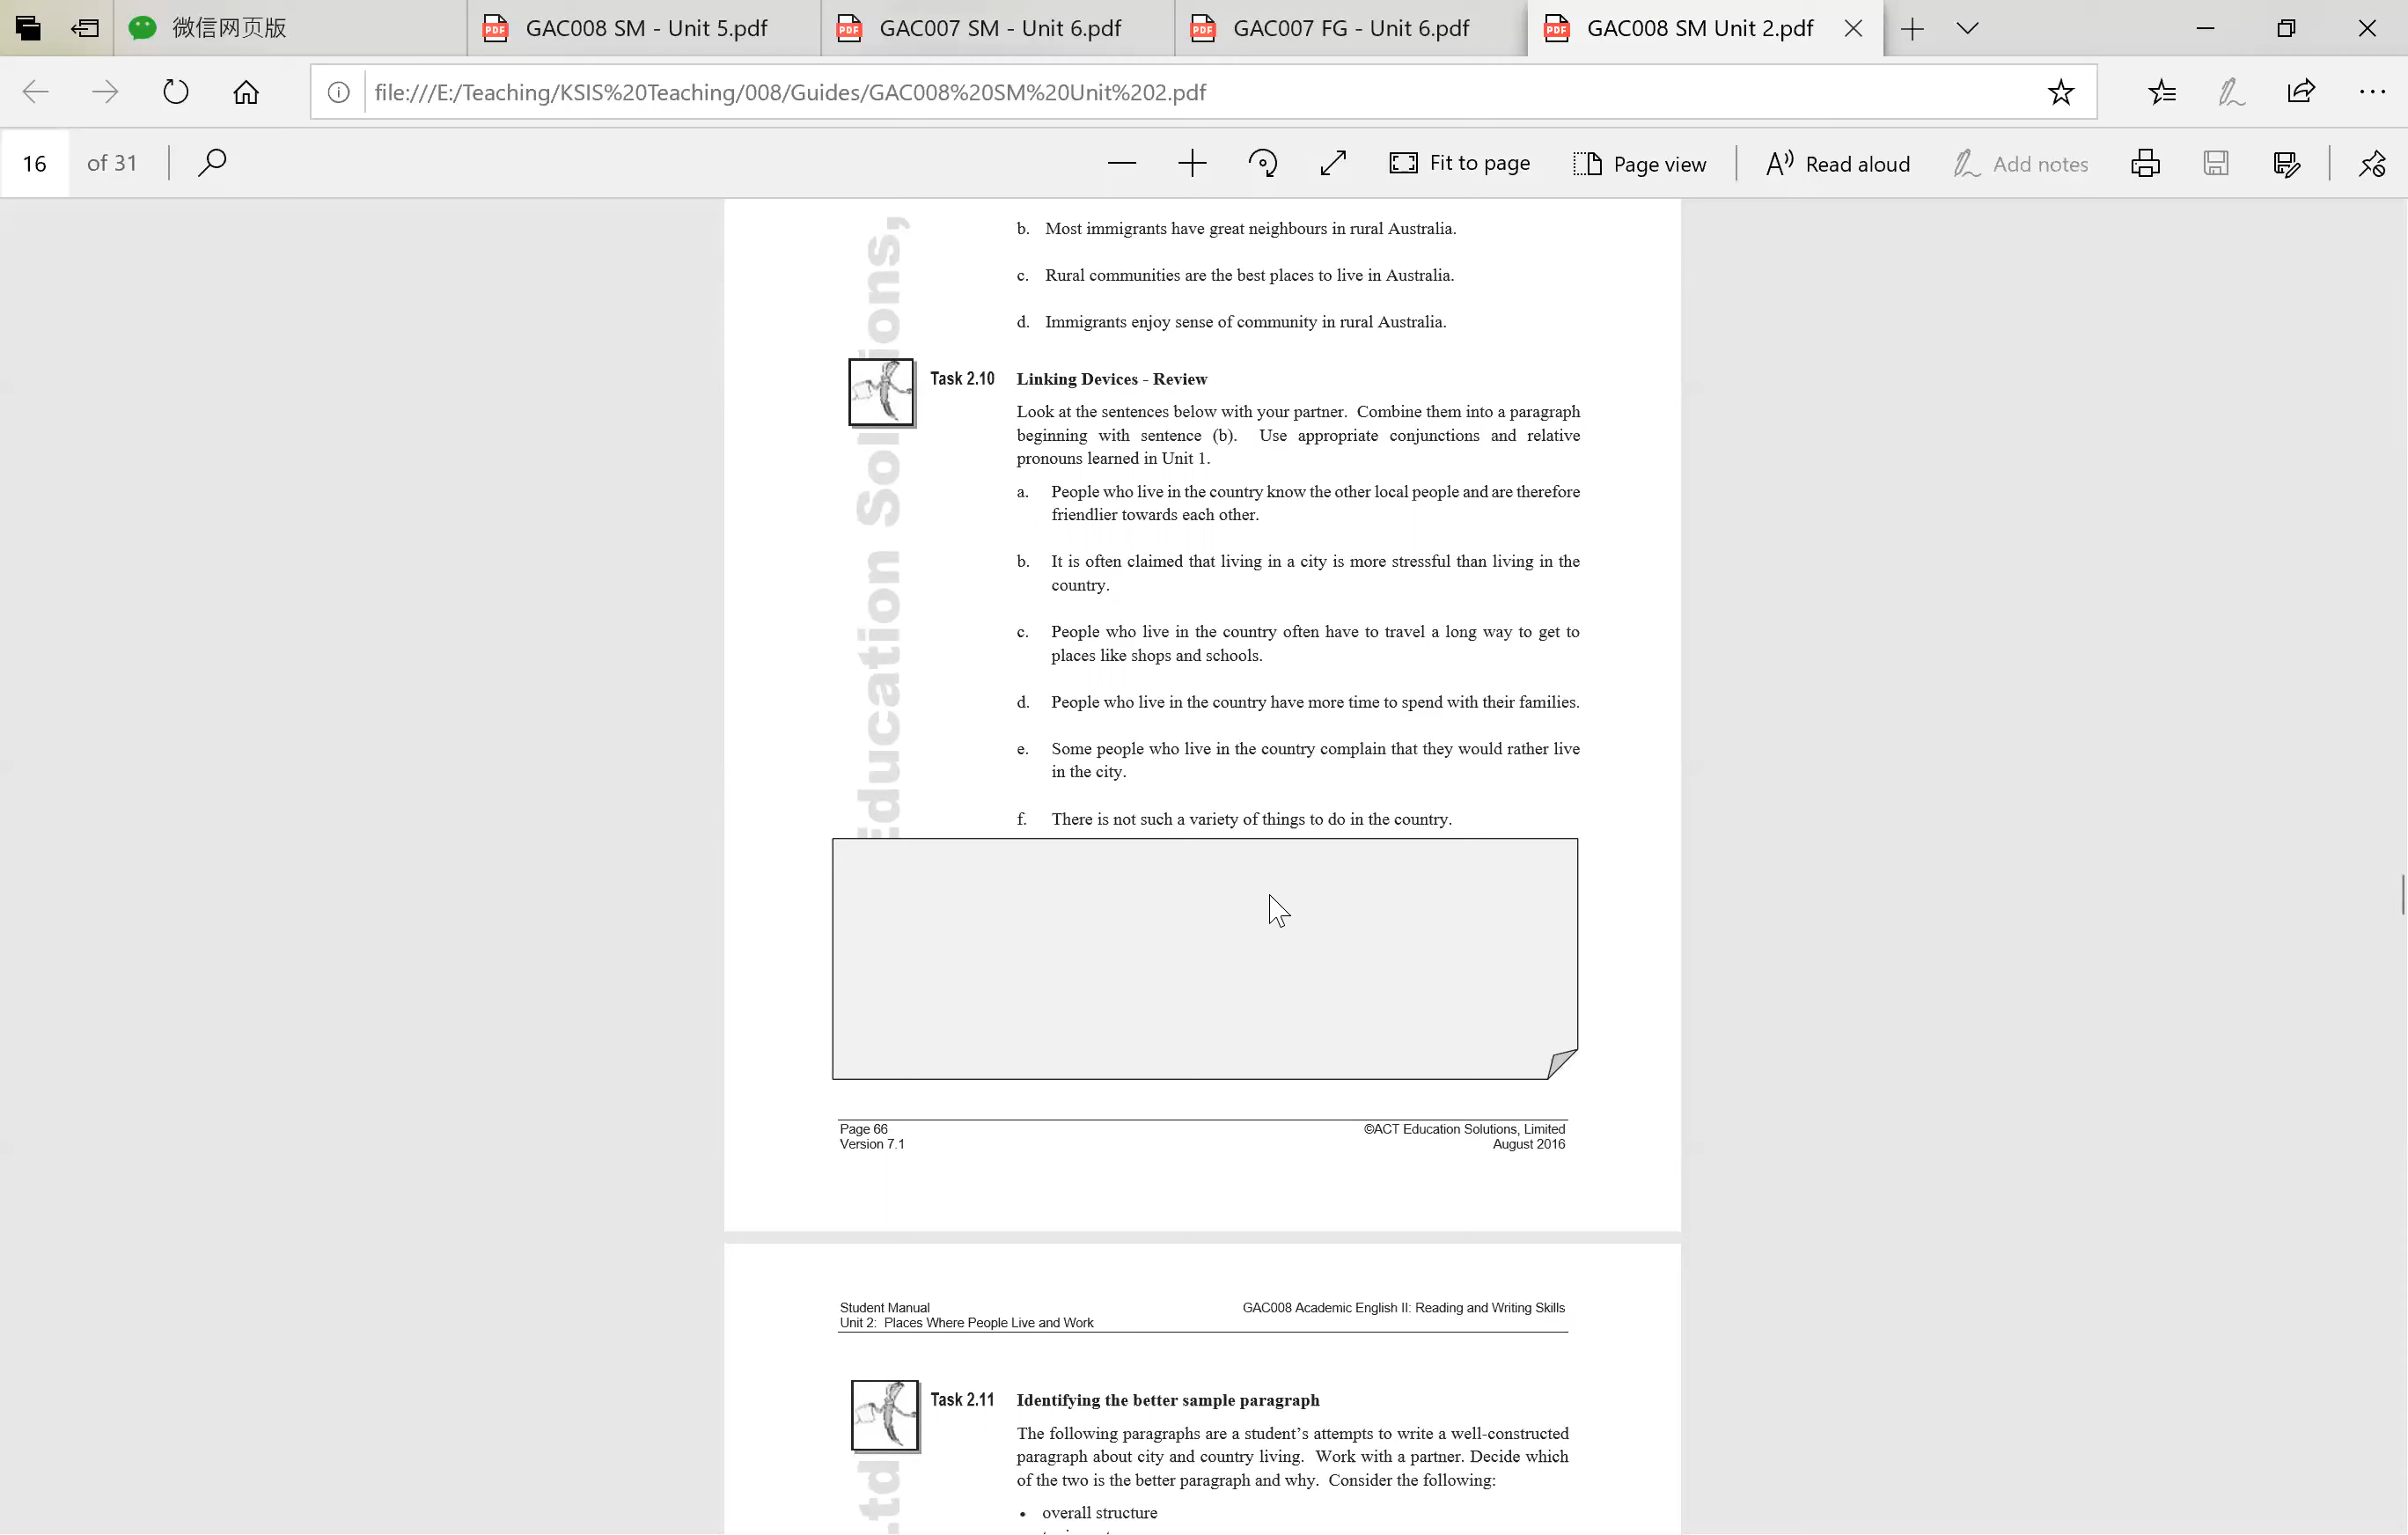 微信网页版
GAC008 SM - Unit 5.pdf
GAC007 SM - Unit 6.pdf
GAC007 FG - Unit 6.pdf
GAC008 SM Unit 2.pdf
file:///E:/Teaching/KSIS%20Teaching/008/Guides/GAC008%20SM%20Unit%202.pdf
16 of 31
Fit to page
Page view
Read aloud
Add notes
b. Most immigrants have great neighbours in rural Australia.
c. Rural communities are the best places to live in Australia.
d. Immigrants enjoy sense of community in rural Australia.
Task 2.10 Linking Devices - Review
Look at the sentences below with your partner. Combine them into a paragraph
beginning with sentence (b). Use appropriate conjunctions and relative
pronouns learned in Unit 1.
a. People who live in the country know the other local people and are therefore
friendlier towards each other.
b. It is often claimed that living in a city is more stressful than living in the
country.
c. People who live in the country often have to travel a long way to get to
places like shops and schools.
d. People who live in the country have more time to spend with their families.
e. Some people who live in the country complain that they would rather live
in the city.
f. There is not such a variety of things to do in the country.
Page 66
Version 7.1
©ACT Education Solutions, Limited
August 2016
Student Manual
Unit 2: Places Where People Live and Work
GAC008 Academic English II: Reading and Writing Skills
Task 2.11 Identifying the better sample paragraph
The following paragraphs are a student's attempts to write a well-constructed
paragraph about city and country living. Work with a partner. Decide which
of the two is the better paragraph and why. Consider the following:
• overall structure